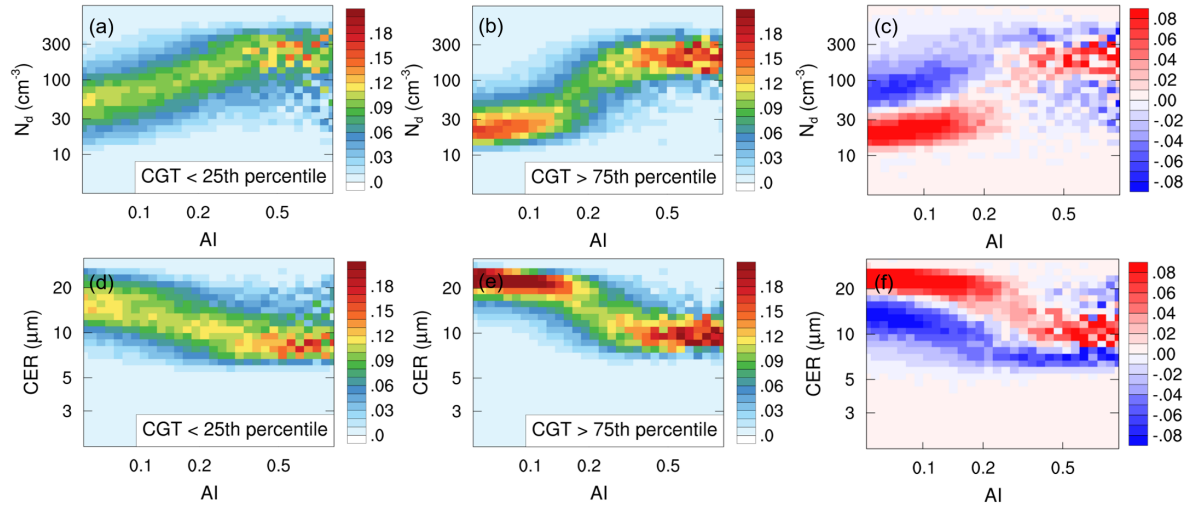 (a)
N_d (cm⁻³)
300
100
30
10
CGT < 25th percentile
0.1 0.2 0.5
AI
.18
.15
.12
.09
.06
.03
.0
(b)
N_d (cm⁻³)
300
100
30
10
CGT > 75th percentile
0.1 0.2 0.5
AI
.18
.15
.12
.09
.06
.03
.0
(c)
N_d (cm⁻³)
300
100
30
10
0.1 0.2 0.5
AI
.08
.06
.04
.02
.00
-.02
-.04
-.06
-.08
(d)
CER (μm)
20
10
5
3
CGT < 25th percentile
0.1 0.2 0.5
AI
.18
.15
.12
.09
.06
.03
.0
(e)
CER (μm)
20
10
5
3
CGT > 75th percentile
0.1 0.2 0.5
AI
.18
.15
.12
.09
.06
.03
.0
(f)
CER (μm)
20
10
5
3
0.1 0.2 0.5
AI
.08
.06
.04
.02
.00
-.02
-.04
-.06
-.08